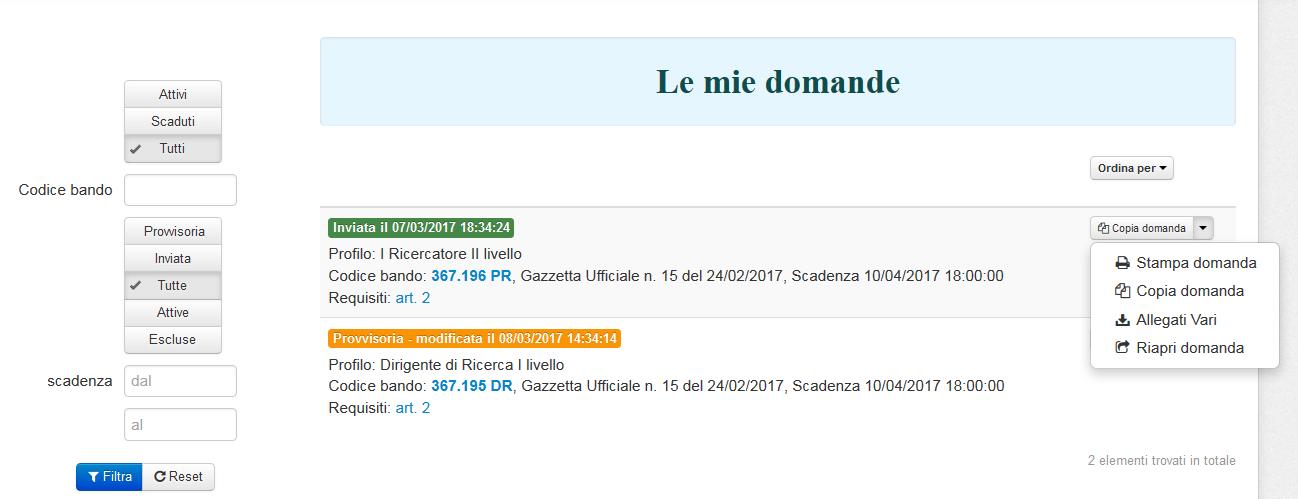 Le mie domande
Attivi
Scaduti
Tutti
Codice bando
Provvisoria
Inviata
Tutte
Attive
Escluse
scadenza
dal
al
Filtra
Reset
Ordina per
Inviata il 07/03/2017 18:34:24
Profilo: I Ricercatore II livello
Codice bando: 367.196 PR, Gazzetta Ufficiale n. 15 del 24/02/2017, Scadenza 10/04/2017 18:00:00
Requisiti: art. 2
Copia domanda
Stampa domanda
Copia domanda
Allegati Vari
Riapri domanda
Provvisoria - modificata il 08/03/2017 14:34:14
Profilo: Dirigente di Ricerca I livello
Codice bando: 367.195 DR, Gazzetta Ufficiale n. 15 del 24/02/2017, Scadenza 10/04/2017 18:00:00
Requisiti: art. 2
2 elementi trovati in totale